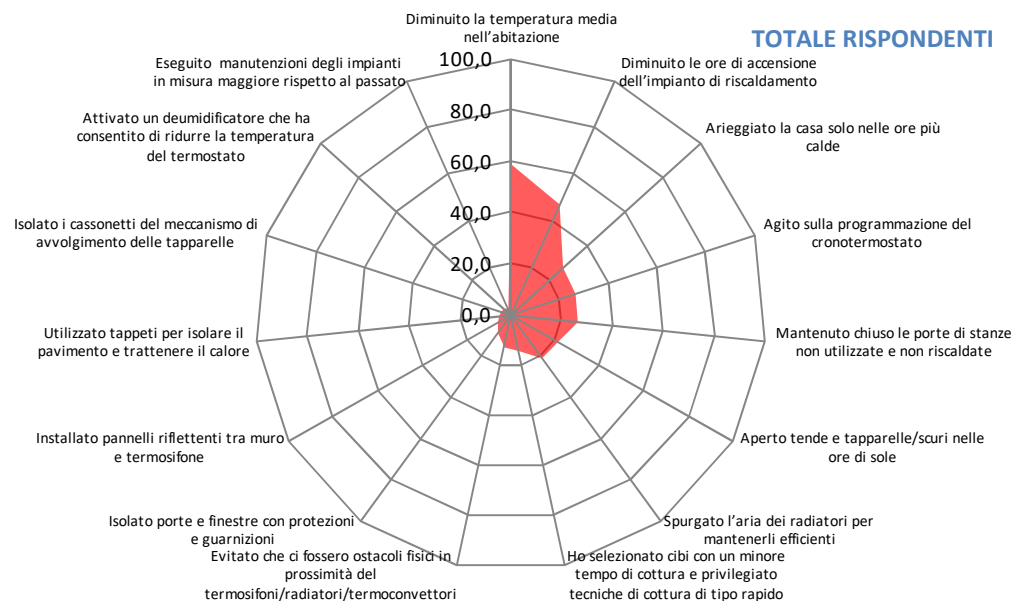 TOTALE RISPONDENTI
Diminuito la temperatura media
nell'abitazione
Diminuito le ore di accensione
dell'impianto di riscaldamento
Arieggiato la casa solo nelle ore più
calde
Agito sulla programmazione del
cronotermostato
Mantenuto chiuso le porte di stanze
non utilizzate e non riscaldate
Aperto tende e tapparelle/scuri nelle
ore di sole
Spurgato l'aria dei radiatori per
mantenerli efficienti
Ho selezionato cibi con un minore
tempo di cottura e privilegiato
tecniche di cottura di tipo rapido
Evitato che ci fossero ostacoli fisici in
prossimità del
termosifoni/radiatori/termoconvettori
Isolato porte e finestre con protezioni
e guarnizioni
Installato pannelli riflettenti tra muro
e termosifone
Utilizzato tappeti per isolare il
pavimento e trattenere il calore
Isolato i cassonetti del meccanismo di
avvolgimento delle tapparelle
Attivato un deumidificatore che ha
consentito di ridurre la temperatura
del termostato
Eseguito manutenzioni degli impianti
in misura maggiore rispetto al passato
100,0
80,0
60,0
40,0
20,0
0,0